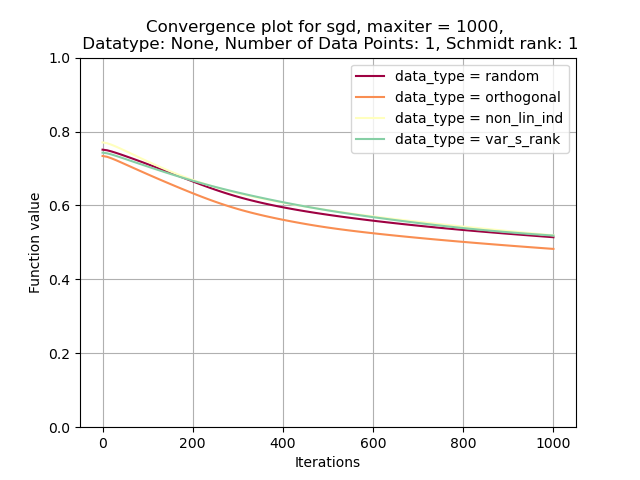 Convergence plot for sgd, maxiter = 1000,
Datatype: None, Number of Data Points: 1, Schmidt rank: 1
data_type = random
data_type = orthogonal
data_type = non_lin_ind
data_type = var_s_rank
Function value
1.0
0.8
0.6
0.4
0.2
0.0
0 200 400 600 800 1000
Iterations